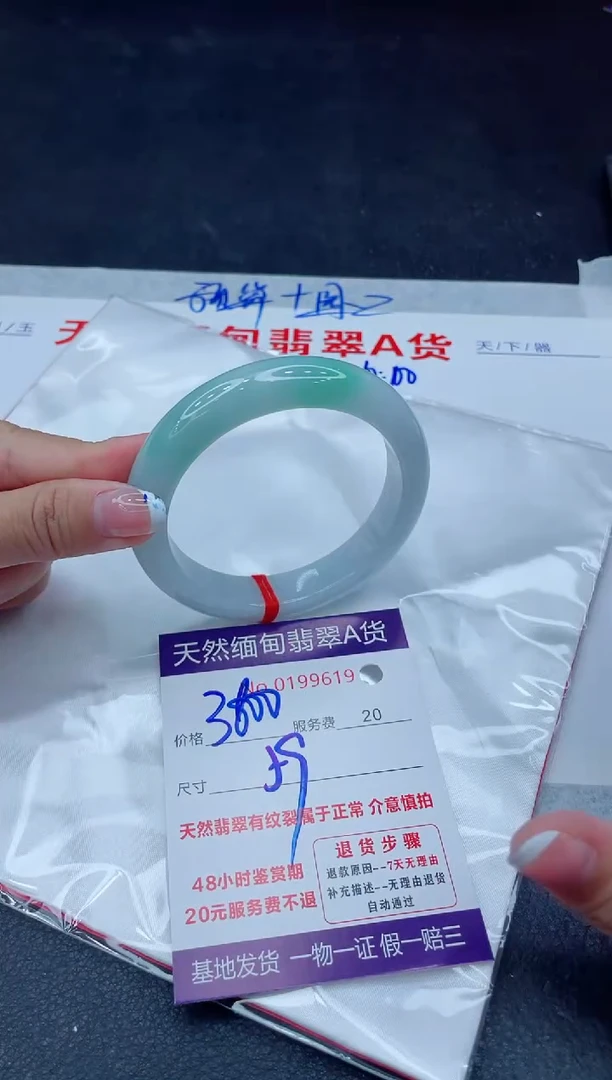 天 甸翡翠A货
天/下/器
/玉
天然缅甸翡翠A货
No.0199619
价格 3800 服务费 20
尺寸
天然翡翠有纹裂属于正常 介意慎拍
48小时鉴赏期
20元服务费不退
退货步骤
退款原因--7天无理由
补充描述--无理由退货
自动通过
基地发货 一物一证 假一赔三